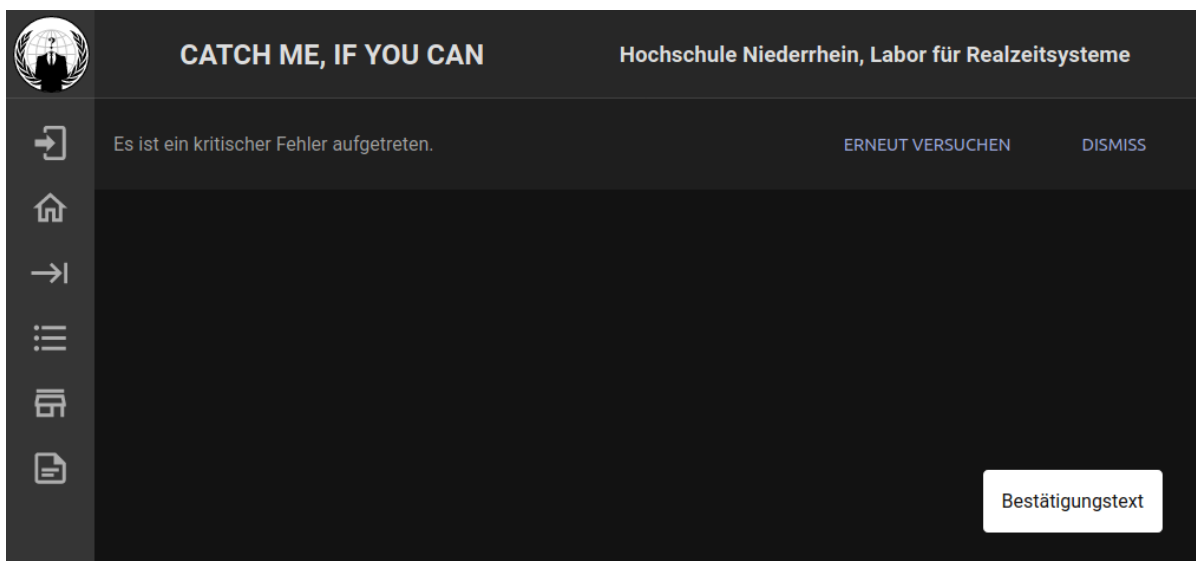 CATCH ME, IF YOU CAN
Hochschule Niederrhein, Labor für Realzeitsysteme
Es ist ein kritischer Fehler aufgetreten.
ERNEUT VERSUCHEN
DISMISS
Bestätigungstext